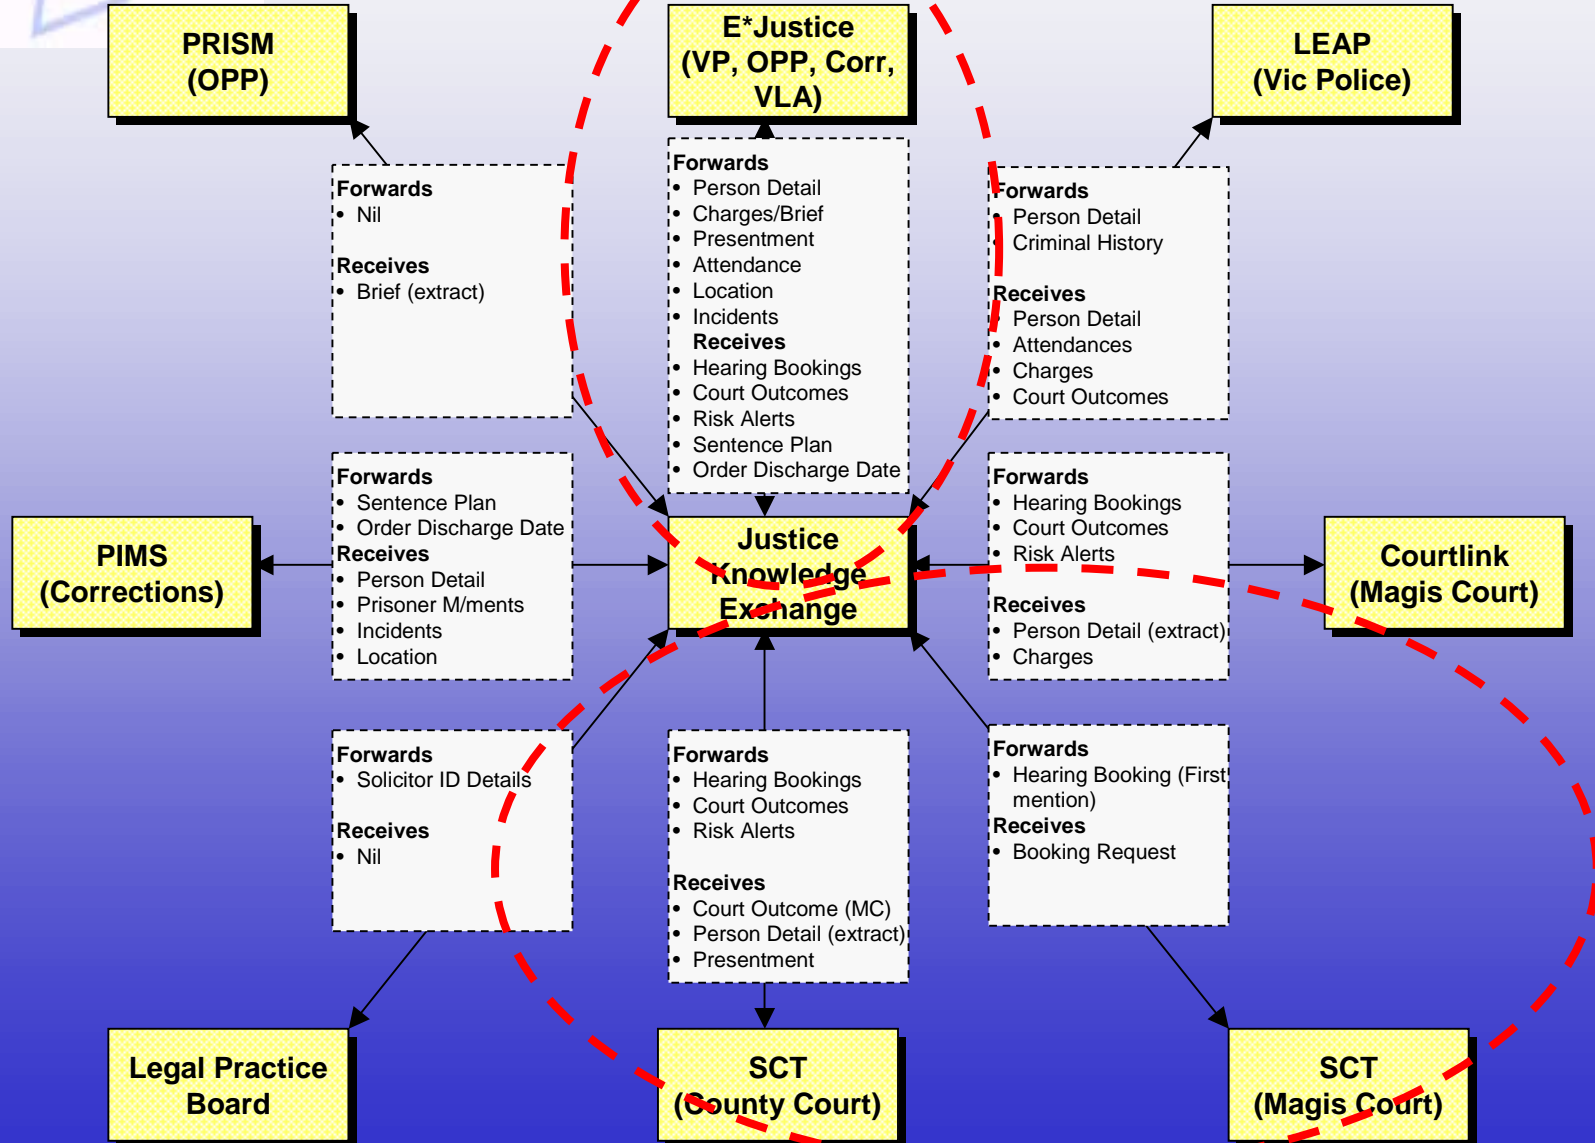 PRISM
(OPP)
E*Justice
(VP, OPP, Corr,
VLA)
LEAP
(Vic Police)
Forwards
• Nil
Receives
• Brief (extract)
Forwards
• Person Detail
• Charges/Brief
• Presentment
• Attendance
• Location
• Incidents
Receives
• Hearing Bookings
• Court Outcomes
• Risk Alerts
• Sentence Plan
• Order Discharge Date
Forwards
• Person Detail
• Criminal History
Receives
• Person Detail
• Attendances
• Charges
• Court Outcomes
PIMS
(Corrections)
Forwards
• Sentence Plan
• Order Discharge Date
Receives
• Person Detail
• Prisoner M/ments
• Incidents
• Location
Justice
Knowledge
Exchange
Forwards
• Hearing Bookings
• Court Outcomes
• Risk Alerts
Receives
• Person Detail (extract)
• Charges
Courtlink
(Magis Court)
Forwards
• Solicitor ID Details
Receives
• Nil
Forwards
• Hearing Bookings
• Court Outcomes
• Risk Alerts
Receives
• Court Outcome (MC)
• Person Detail (extract)
• Presentment
Forwards
• Hearing Booking (First
mention)
Receives
• Booking Request
Legal Practice
Board
SCT
(County Court)
SCT
(Magis Court)